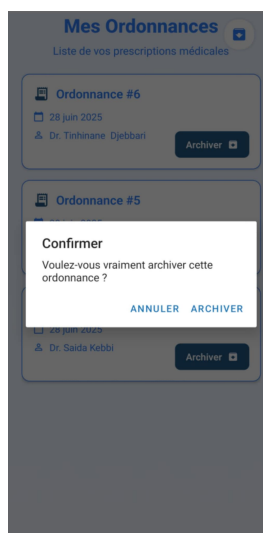 Mes Ordonnances
Liste de vos prescriptions médicales
Ordonnance #6
28 juin 2025
Dr. Tinhinane Djebbari
Archiver
Ordonnance #5
Confirmer
Voulez-vous vraiment archiver cette
ordonnance ?
ANNULER ARCHIVER
28 juin 2025
Dr. Saida Kebbi
Archiver